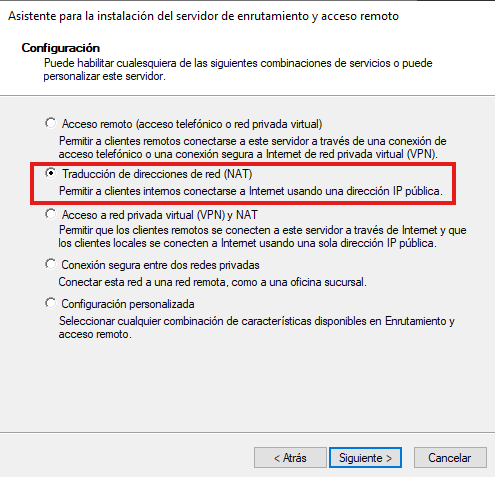 Asistente para la instalación del servidor de enrutamiento y acceso remoto
Configuración
Puede habilitar cualesquiera de las siguientes combinaciones de servicios o puede
personalizar este servidor.
Acceso remoto (acceso telefónico o red privada virtual)
Permitir a clientes remotos conectarse a este servidor a través de una conexión de
acceso telefónico o una conexión segura a Internet de red privada virtual (VPN).
Traducción de direcciones de red (NAT)
Permitir a clientes internos conectarse a Internet usando una dirección IP pública.
Acceso a red privada virtual (VPN) y NAT
Permitir que los clientes remotos se conecten a este servidor a través de Internet y que
los clientes locales se conecten a Internet usando una sola dirección IP pública.
Conexión segura entre dos redes privadas
Conectar esta red a una red remota, como a una oficina sucursal.
Configuración personalizada
Seleccionar cualquier combinación de características disponibles en Enrutamiento y
acceso remoto.
< Atrás
Siguiente >
Cancelar